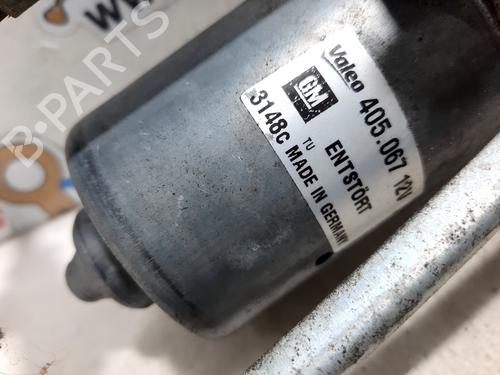 Valeo 405.067 12V
GM ENTSTÖRT
TU
3148C MADE IN GERMANY
B-PARTS